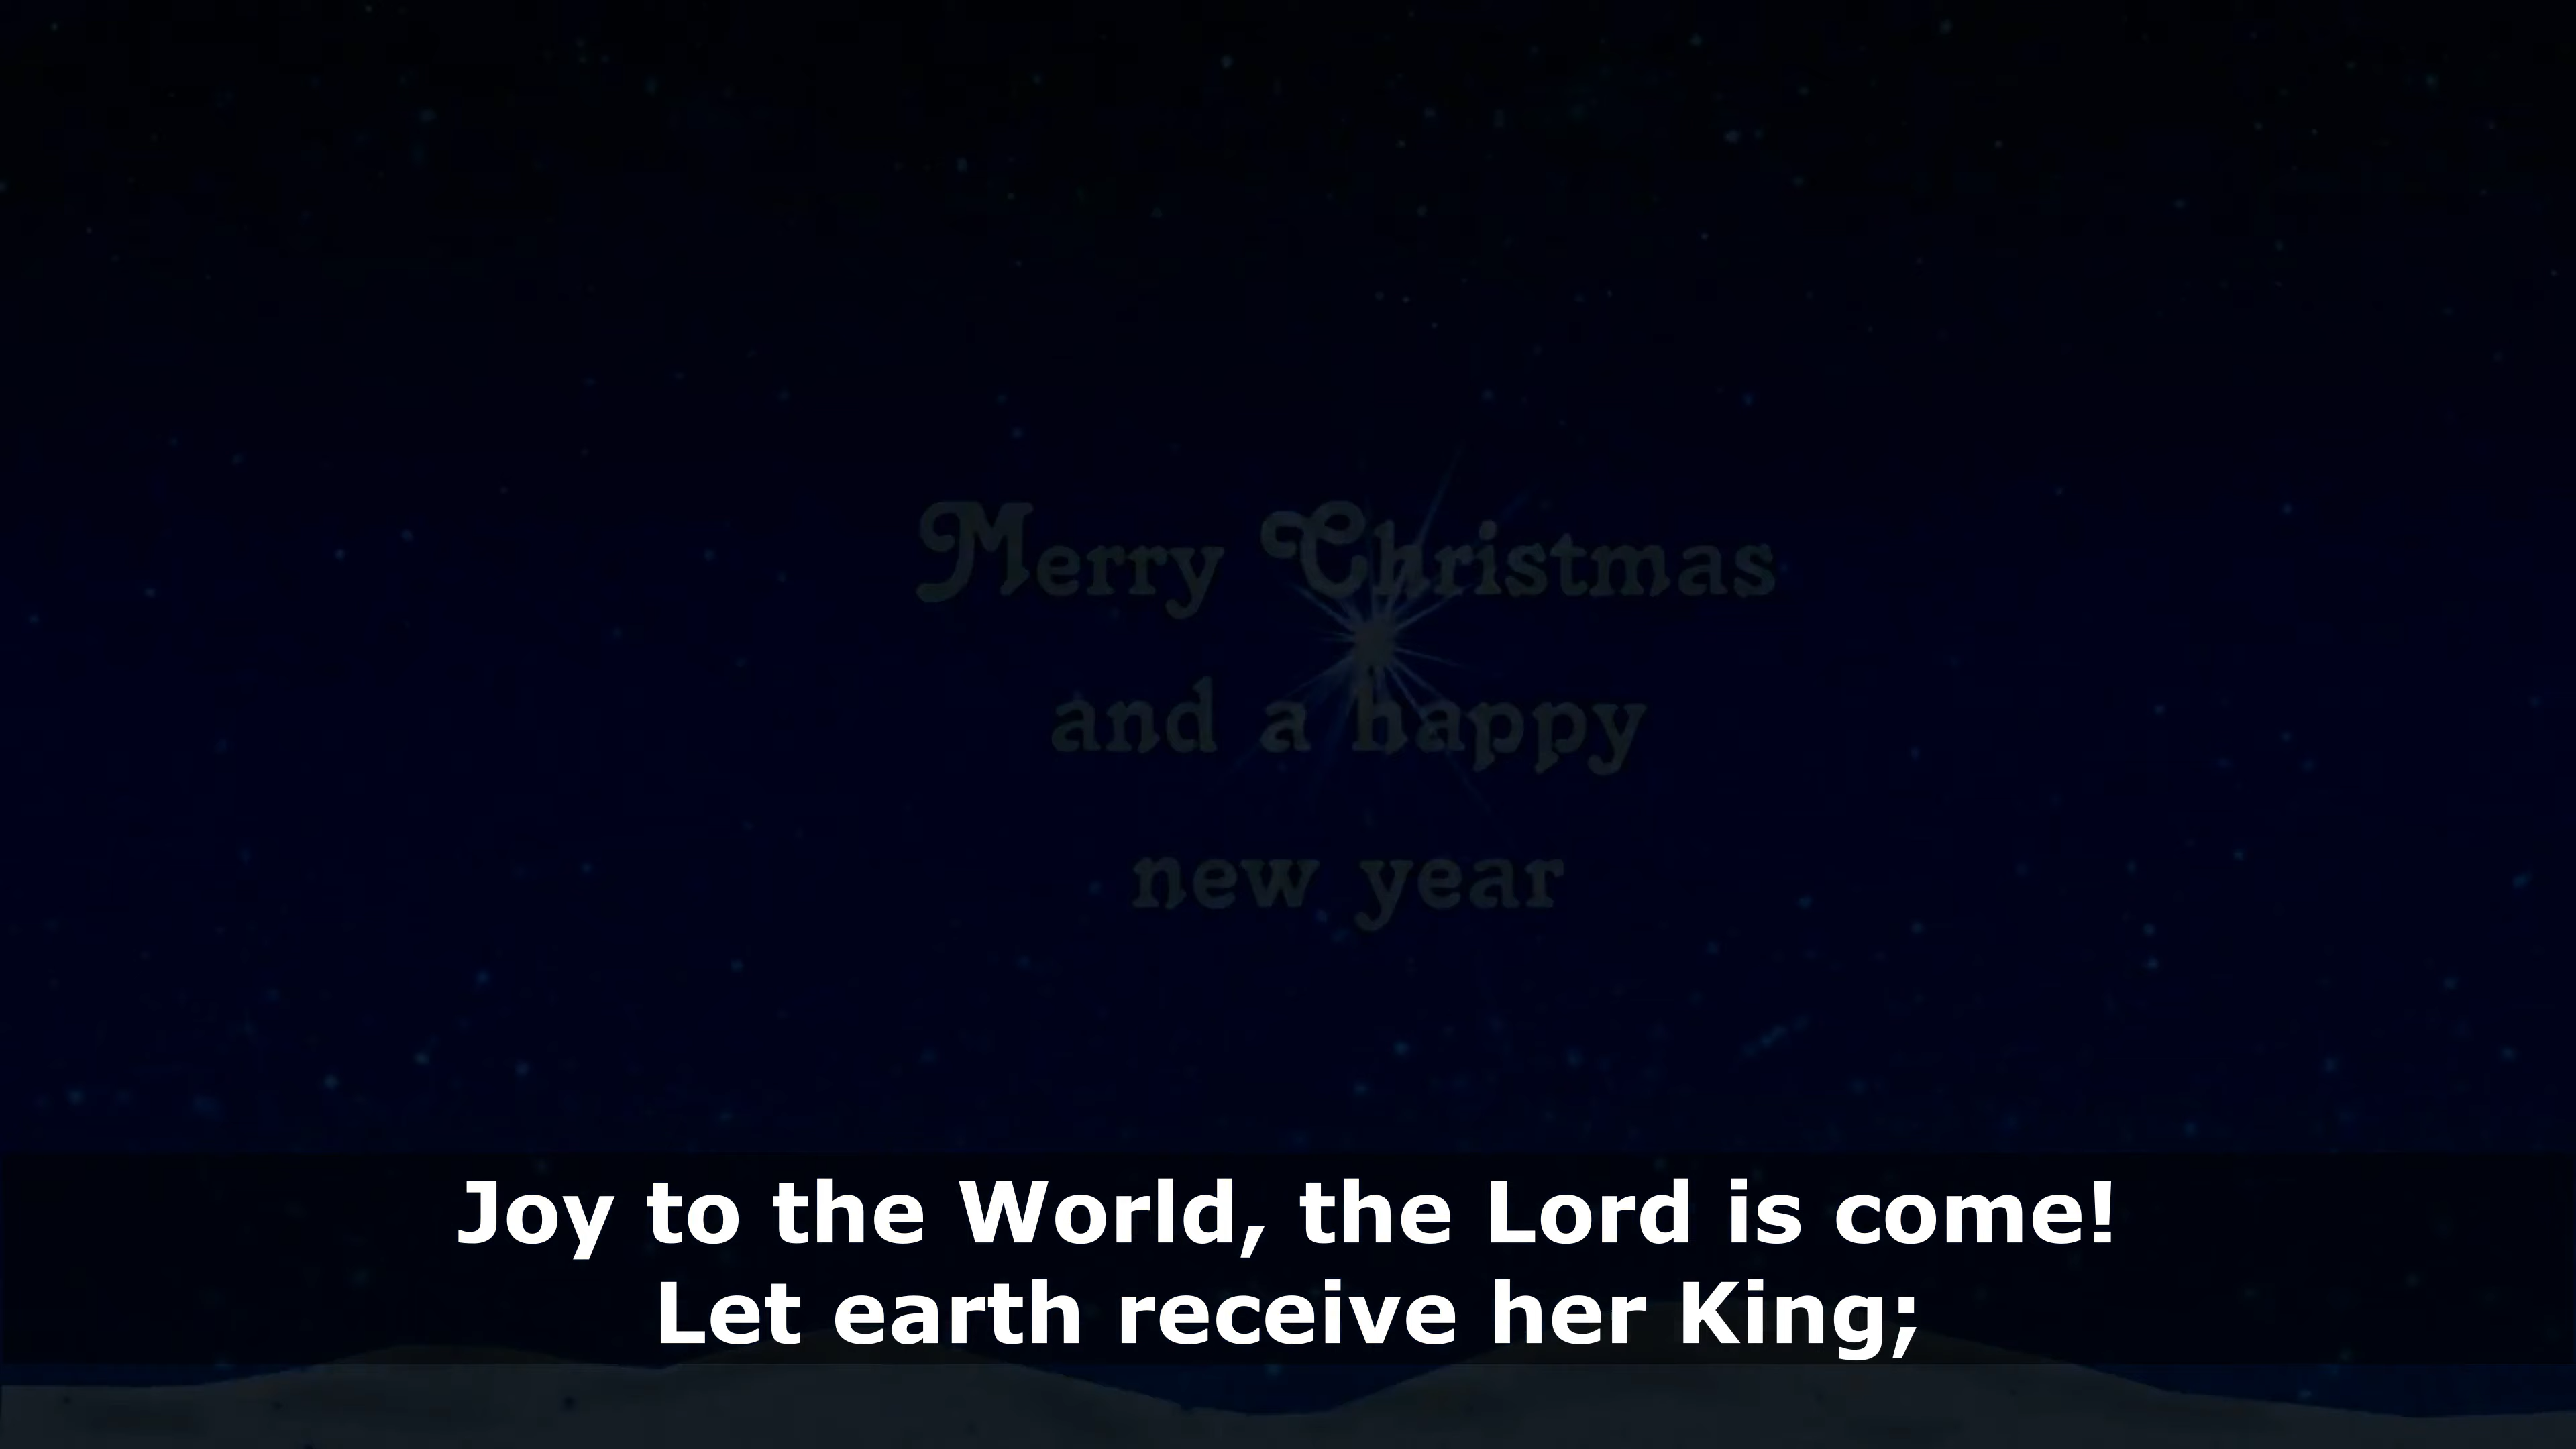 Merry Christmas
and a happy
new year
Joy to the World, the Lord is come!
Let earth receive her King;